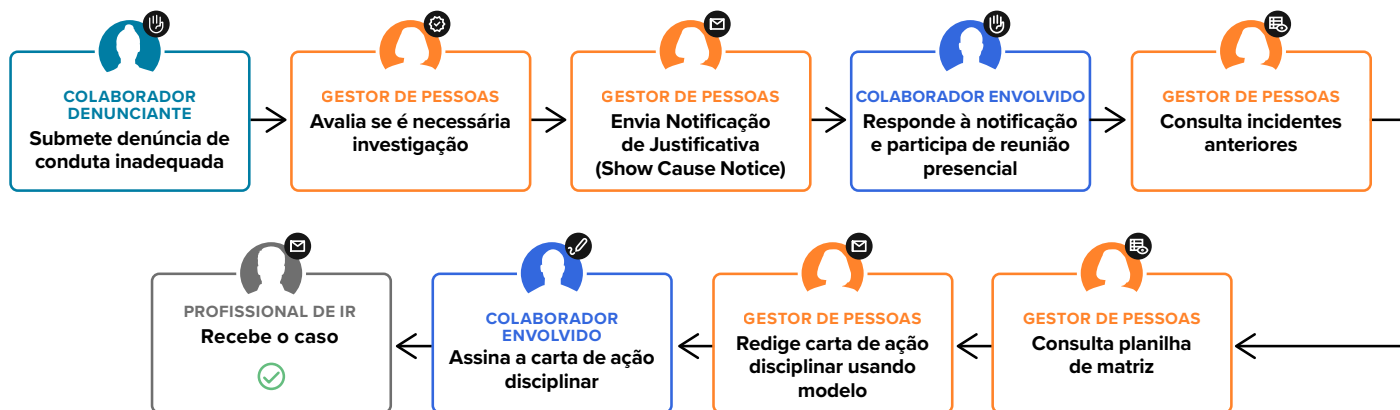 COLABORADOR
DENUNCIANTE
Submete denúncia de
conduta inadequada
GESTOR DE PESSOAS
Avalia se é necessária
investigação
GESTOR DE PESSOAS
Envia Notificação
de Justificativa
(Show Cause Notice)
COLABORADOR ENVOLVIDO
Responde à notificação
e participa de reunião
presencial
GESTOR DE PESSOAS
Consulta incidentes
anteriores
GESTOR DE PESSOAS
Consulta planilha
de matriz
GESTOR DE PESSOAS
Redige carta de ação
disciplinar usando
modelo
COLABORADOR
ENVOLVIDO
Assina a carta de ação
disciplinar
PROFISSIONAL DE IR
Recebe o caso